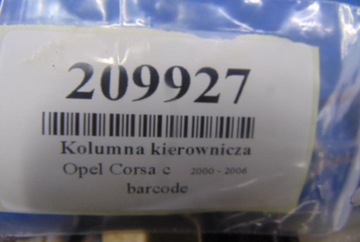 209927
Kolumna kierownicza
Opel Corsa c 2000 - 2006
barcode